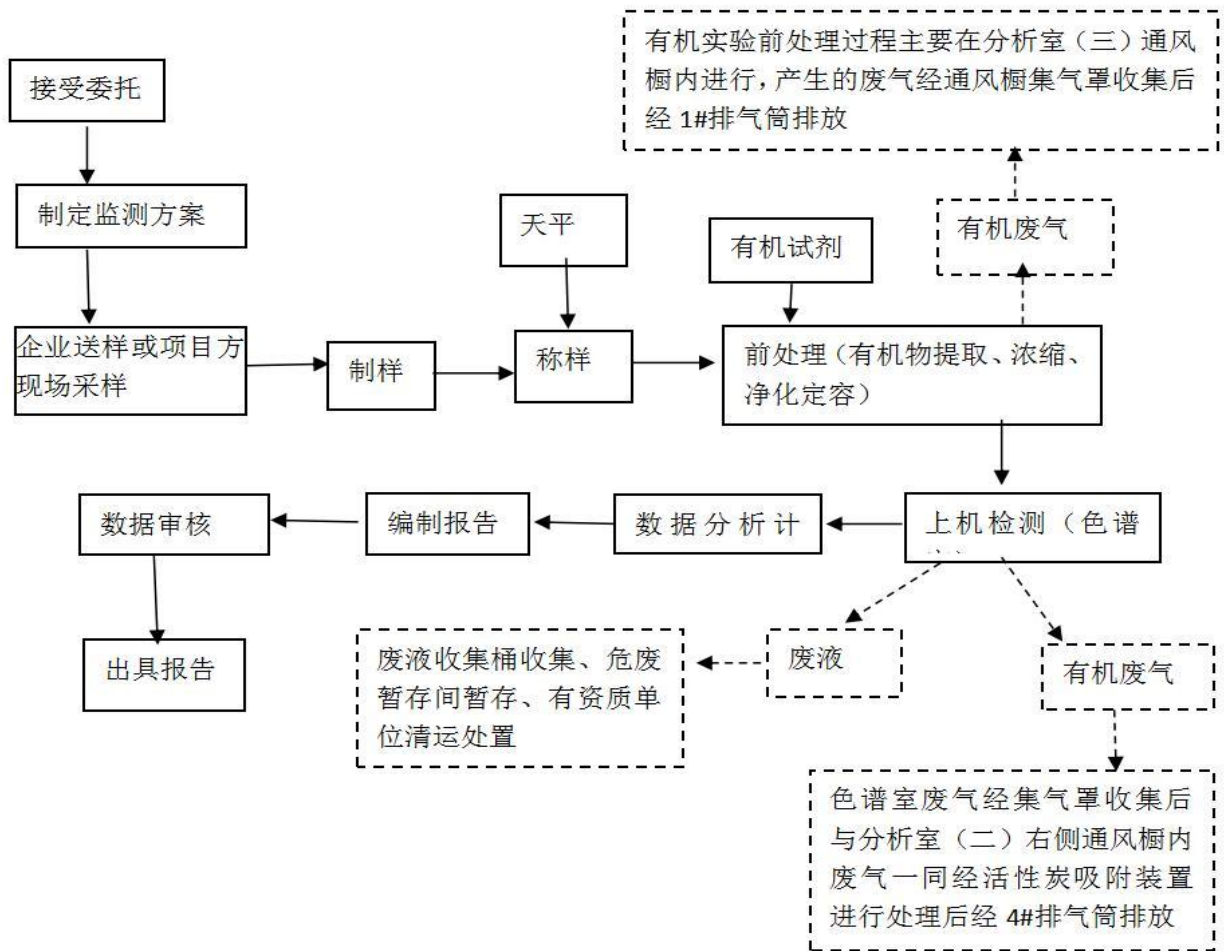 接受委托
有机实验前处理过程主要在分析室（三）通风
橱内进行,产生的废气经通风橱集气罩收集后
经 1#排气筒排放
制定监测方案
天平
有机试剂
有机废气
企业送样或项目方
现场采样
制样
称样
前处理（有机物提取、浓缩、
净化定容）
数据审核
编制报告
数据分析计
上机检测（色谱
出具报告
废液收集桶收集、危废
暂存间暂存、有资质单
位清运处置
废液
有机废气
色谱室废气经集气罩收集后
与分析室（二）右侧通风橱内
废气一同经活性炭吸附装置
进行处理后经 4#排气筒排放